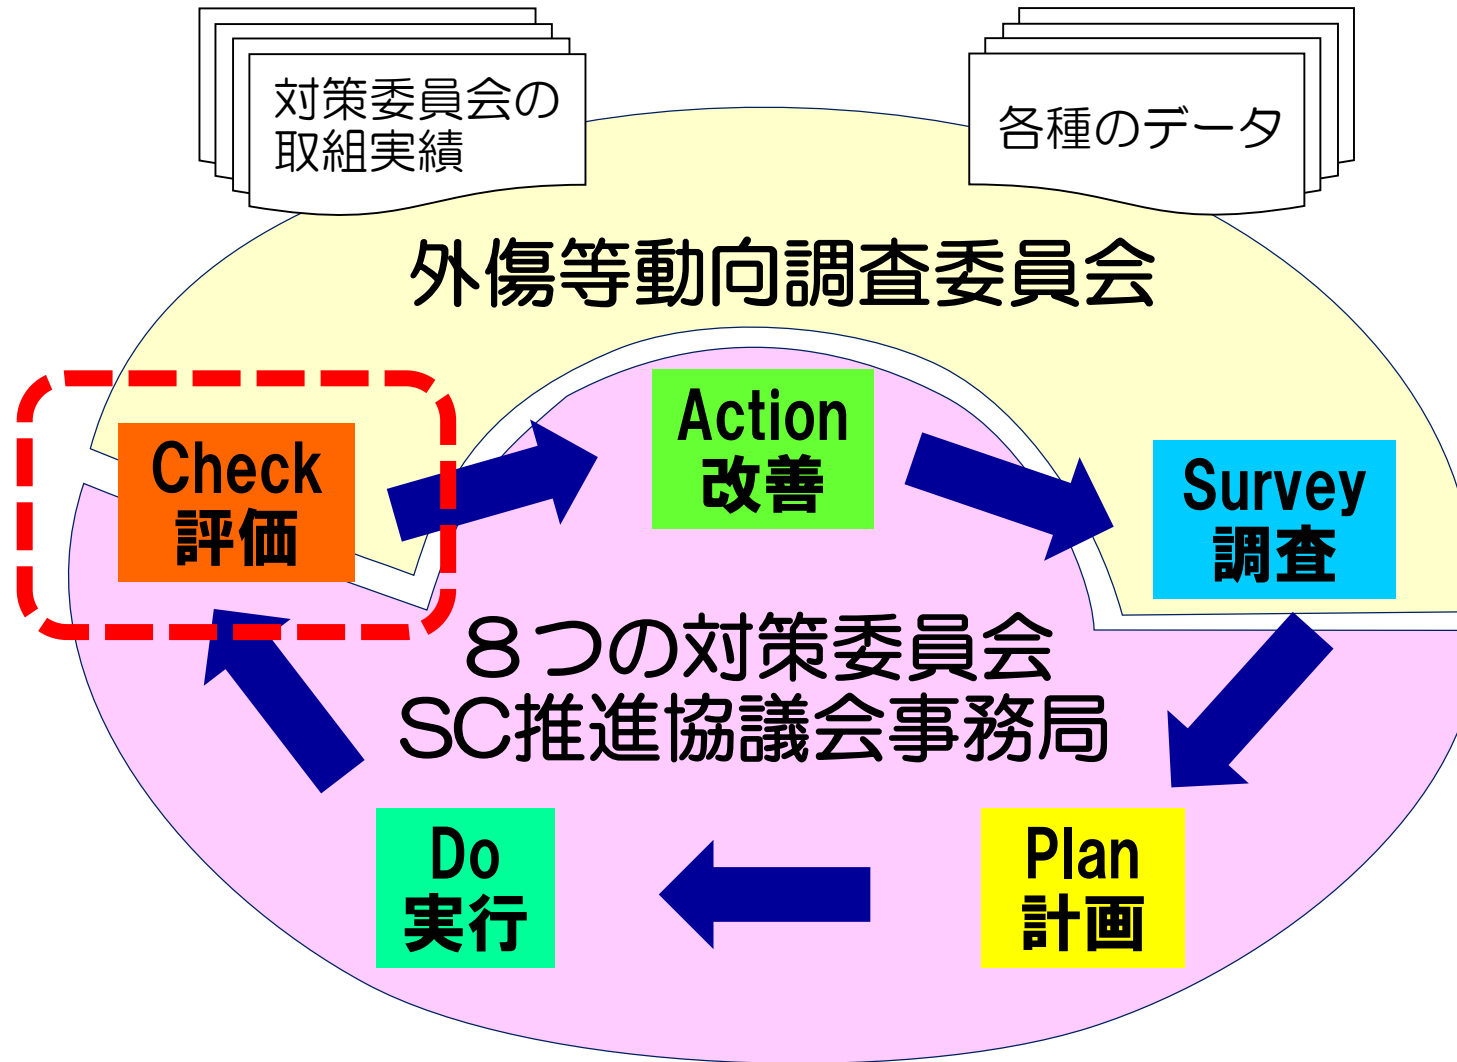 対策委員会の
取組実績
各種のデータ
外傷等動向調査委員会
Action
改善
Check
評価
Survey
調査
８つの対策委員会
SC推進協議会事務局
Do
実行
Plan
計画